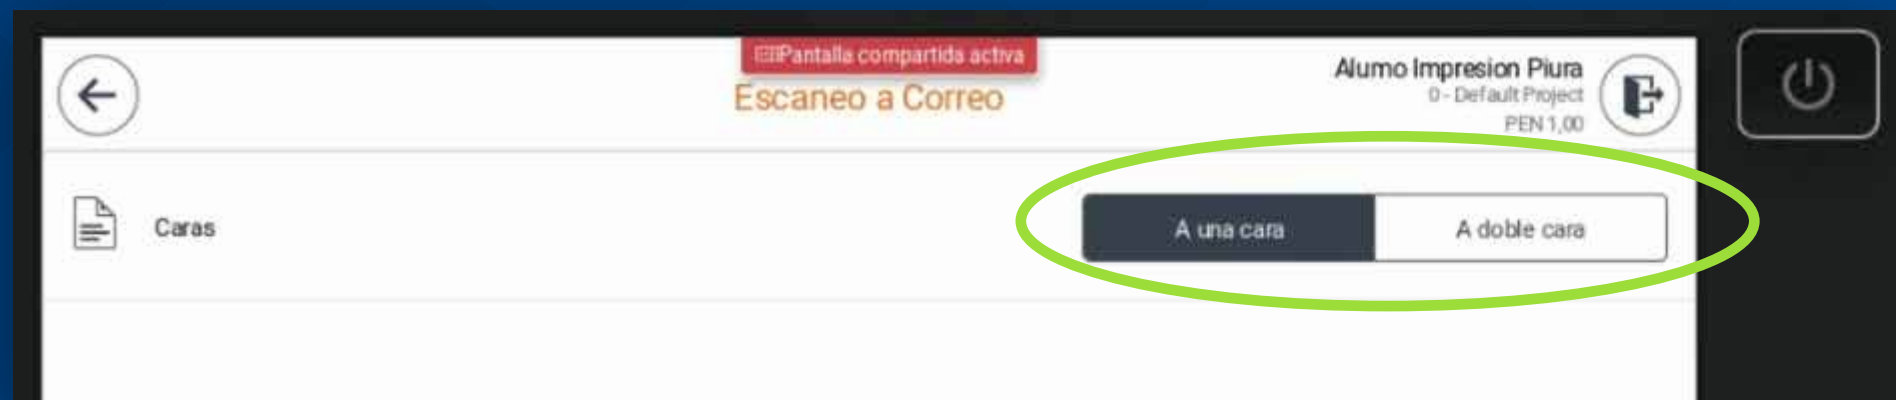 Pantalla compartida activa
Escaneo a Correo
Alumo Impresion Piura
0 - Default Project
PEN 1,00
Caras
A una cara
A doble cara